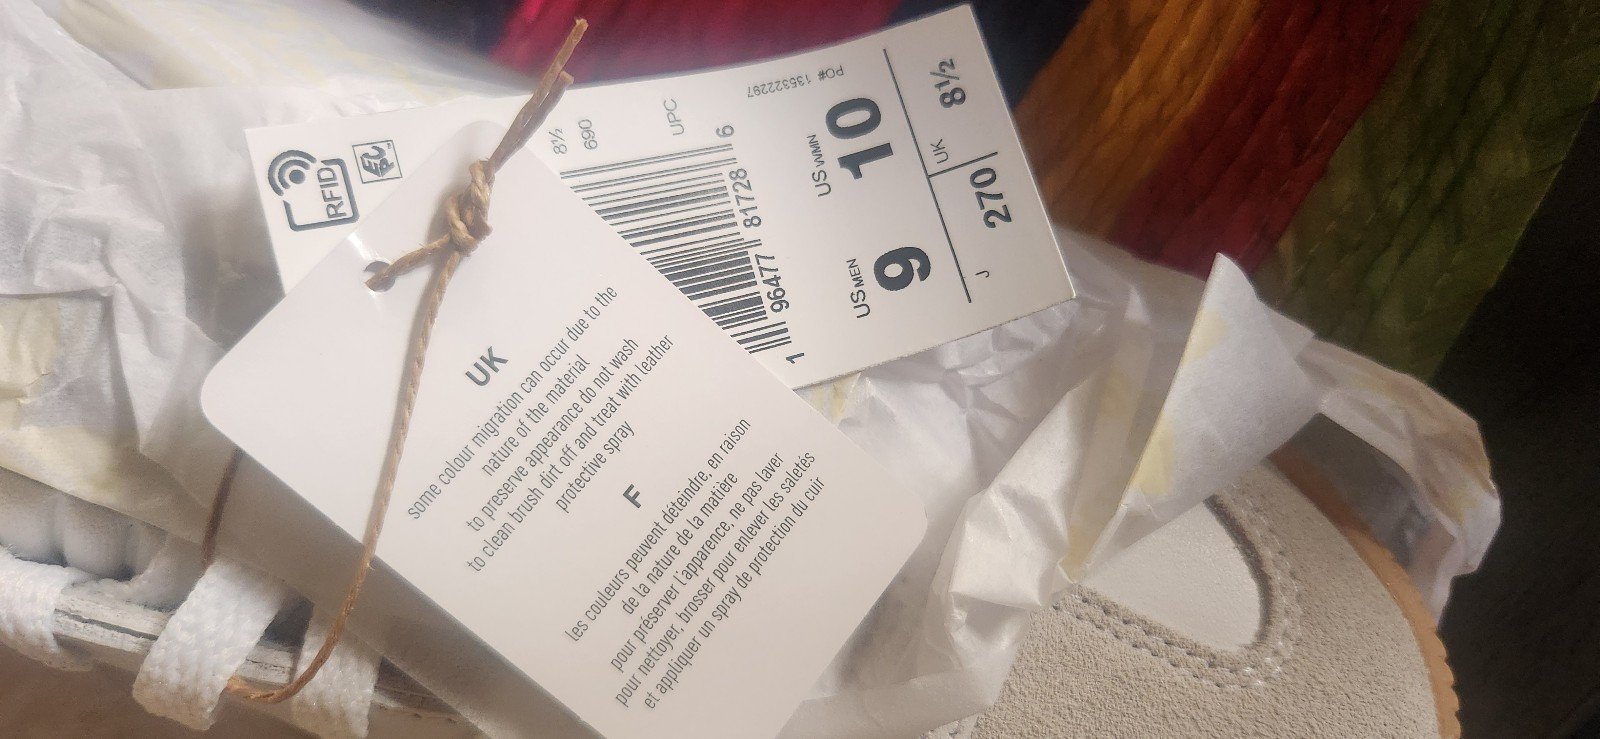 RFID
EPC
8½
690
UPC
1 96477 81728 6
PO# 135322297
US WMN
10
US MEN
9
UK
8½
J
270
UK
some colour migration can occur due to the
nature of the material
to preserve appearance do not wash
to clean brush dirt off and treat with leather
protective spray
F
les couleurs peuvent déteindre, en raison
de la nature de la matière
pour préserver l'apparence, ne pas laver
pour nettoyer, brosser pour enlever les saletés
et appliquer un spray de protection du cuir